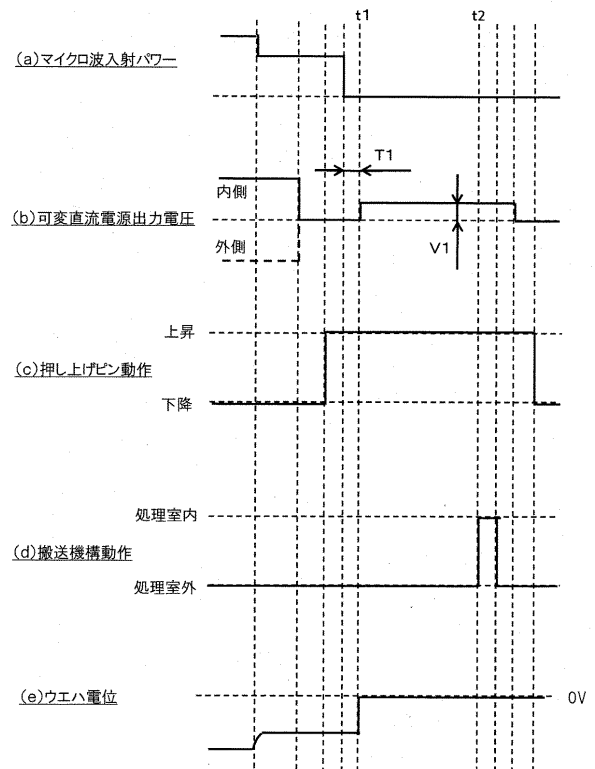 t1
t2
(a)マイクロ波入射パワー
T1
内側
(b)可変直流電源出力電圧
外側
V1
上昇
(c)押し上げピン動作
下降
処理室内
(d)搬送機構動作
処理室外
(e)ウエハ電位
0V